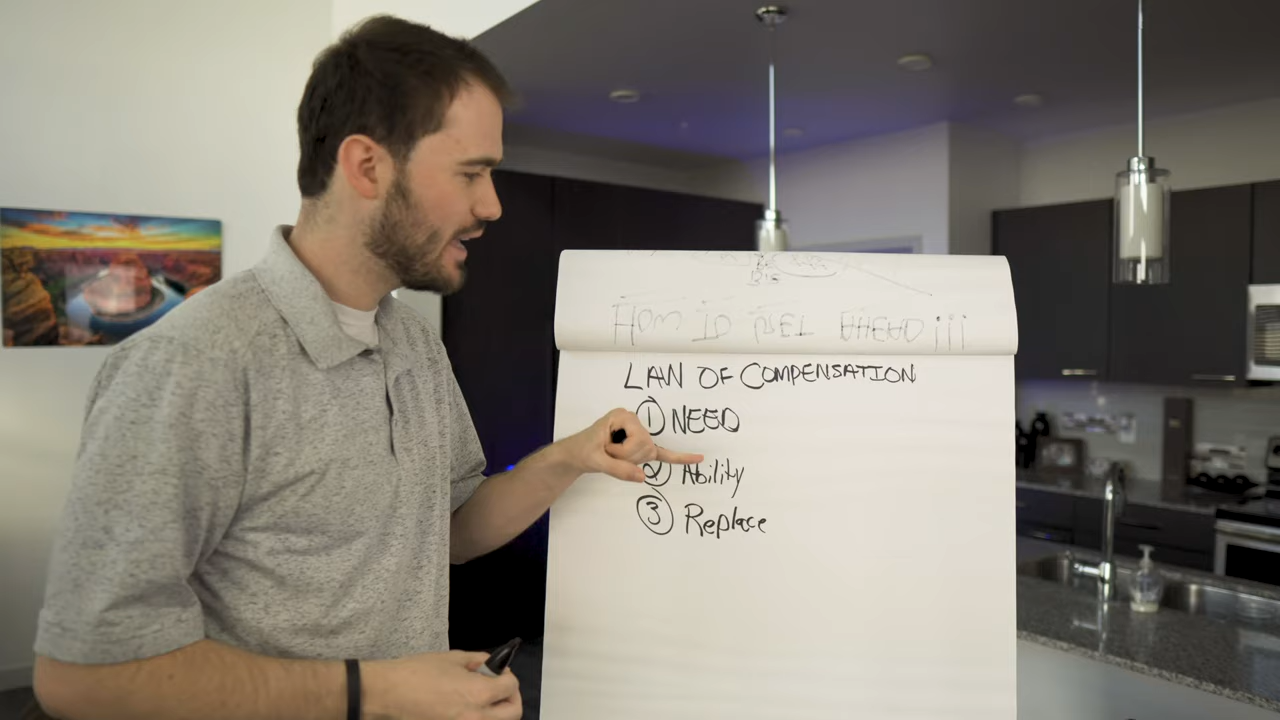 HOW TO GET AHEAD!!!
LAW OF COMPENSATION
① NEED
② Ability
③ Replace